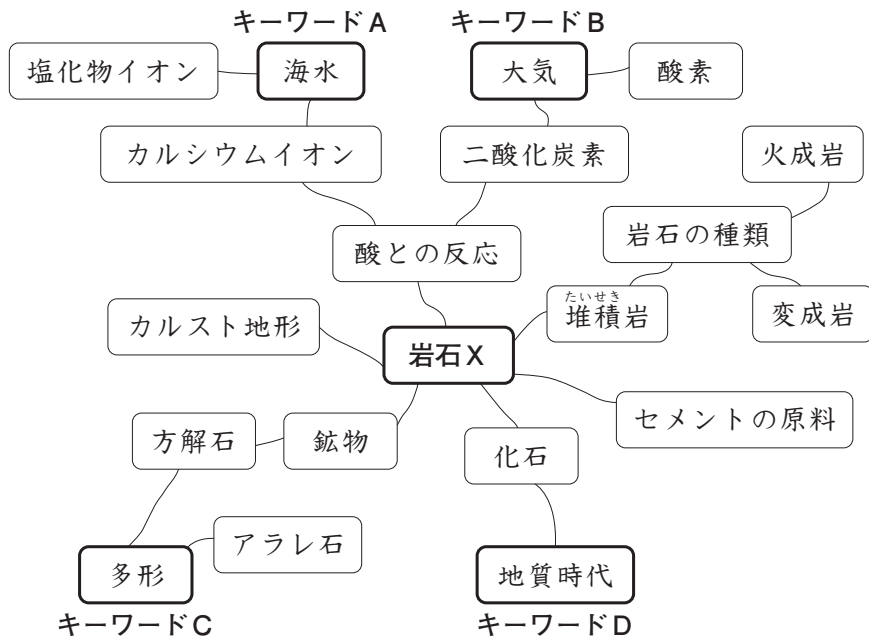 キーワードA
キーワードB
塩化物イオン
海水
大気
酸素
カルシウムイオン
二酸化炭素
火成岩
酸との反応
岩石の種類
カルスト地形
たいせき
堆積岩
変成岩
岩石X
方解石
鉱物
化石
セメントの原料
アラレ石
多形
地質時代
キーワードC
キーワードD